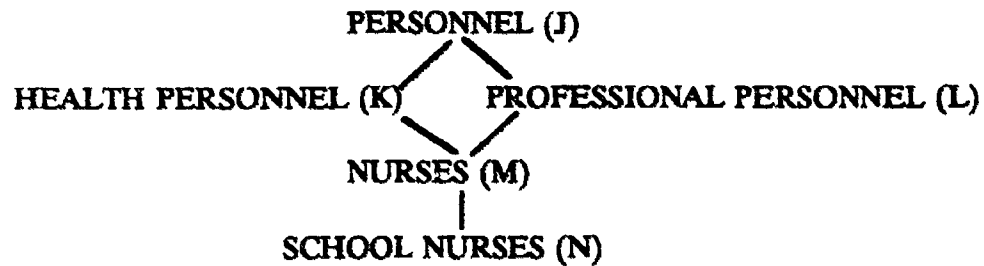 PERSONNEL (J)
HEALTH PERSONNEL (K) PROFESSIONAL PERSONNEL (L)
NURSES (M)
SCHOOL NURSES (N)